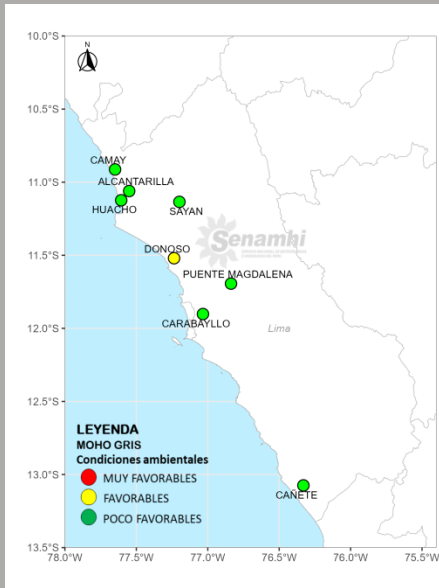 10.0°S
N
10.5°S
CAMAY
11.0°S
ALCANTARILLA
HUACHO
SAYAN
Senamhi
DONOSO
11.5°S
PUENTE MAGDALENA
CARABAYLLO
Lima
12.0°S
12.5°S
LEYENDA
MOHO GRIS
Condiciones ambientales
MUY FAVORABLES
FAVORABLES
POCO FAVORABLES
13.0°S
CAÑETE
13.5°S
78.0°W 77.5°W 77.0°W 76.5°W 76.0°W 75.5°W